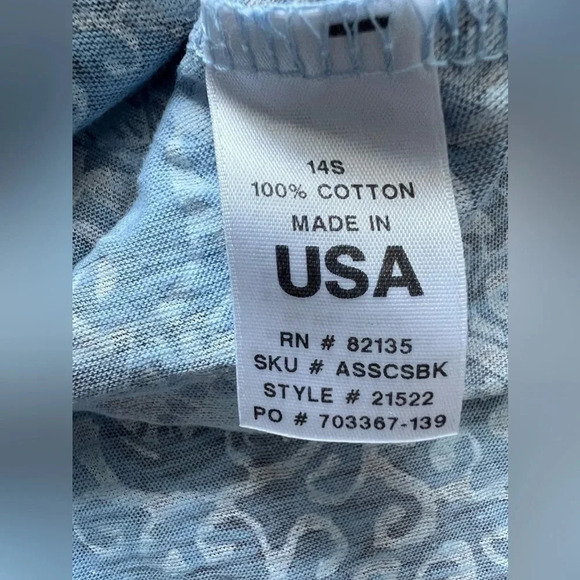 14S
100% COTTON
MADE IN
USA
RN # 82135
SKU # ASSCSBK
STYLE # 21522
PO # 703367-139